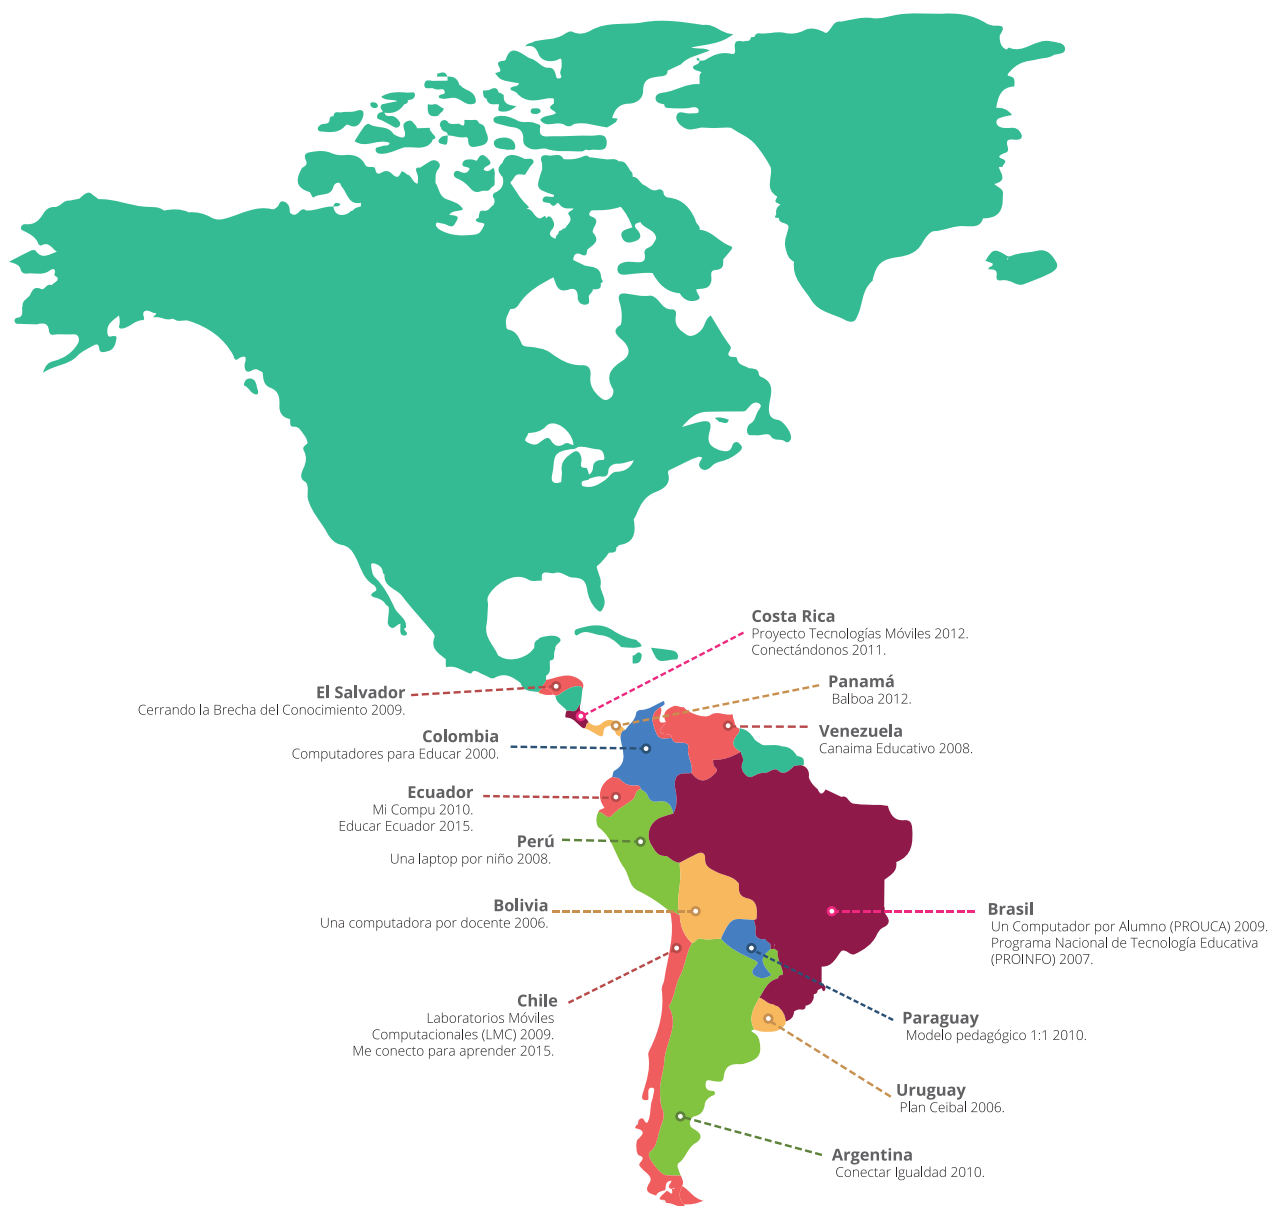 Costa Rica
Proyecto Tecnologías Móviles 2012.
Conectándonos 2011.
El Salvador
Cerrando la Brecha del Conocimiento 2009.
Panamá
Balboa 2012.
Colombia
Computadores para Educar 2000.
Venezuela
Canaima Educativo 2008.
Ecuador
Mi Compu 2010.
Educar Ecuador 2015.
Perú
Una laptop por niño 2008.
Bolivia
Una computadora por docente 2006.
Brasil
Un Computador por Alumno (PROUCA) 2009.
Programa Nacional de Tecnología Educativa
(PROINFO) 2007.
Chile
Laboratorios Móviles
Computacionales (LMC) 2009.
Me conecto para aprender 2015.
Paraguay
Modelo pedagógico 1:1 2010.
Uruguay
Plan Ceibal 2006.
Argentina
Conectar Igualdad 2010.